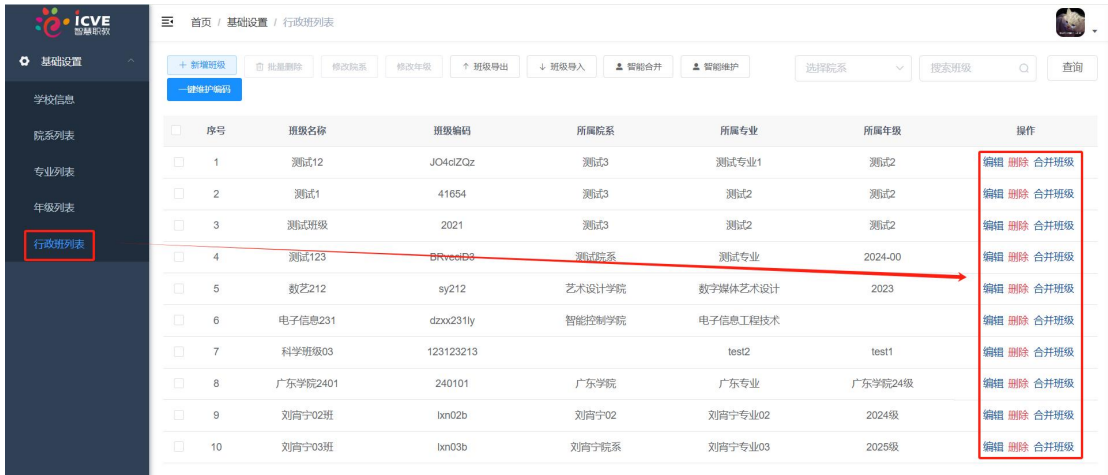 icve
智慧职教
首页 / 基础设置 / 行政班列表
基础设置
学校信息
院系列表
专业列表
年级列表
行政班列表
+ 新增班级 批量删除 修改院系 修改年级 ↑ 班级导出 ↓ 班级导入 智能合并 智能维护 选择院系 搜索班级 查询
一键维护编码
序号 班级名称 班级编码 所属院系 所属专业 所属年级 操作
1 测试12 JO4clZQz 测试3 测试专业1 测试2 编辑 删除 合并班级
2 测试1 41654 测试3 测试2 测试2 编辑 删除 合并班级
3 测试班级 2021 测试3 测试2 测试2 编辑 删除 合并班级
4 测试123 测试院系 测试专业 2024-00 编辑 删除 合并班级
5 数艺212 sy212 艺术设计学院 数字媒体艺术设计 2023 编辑 删除 合并班级
6 电子信息231 dzxx231ly 智能控制学院 电子信息工程技术 编辑 删除 合并班级
7 科学班级03 123123213 test2 test1 编辑 删除 合并班级
8 广东学院2401 240101 广东学院 广东专业 广东学院24级 编辑 删除 合并班级
9 刘宵宁02班 lxn02b 刘宵宁02 刘宵宁专业02 2024级 编辑 删除 合并班级
10 刘宵宁03班 lxn03b 刘宵宁院系 刘宵宁专业03 2025级 编辑 删除 合并班级